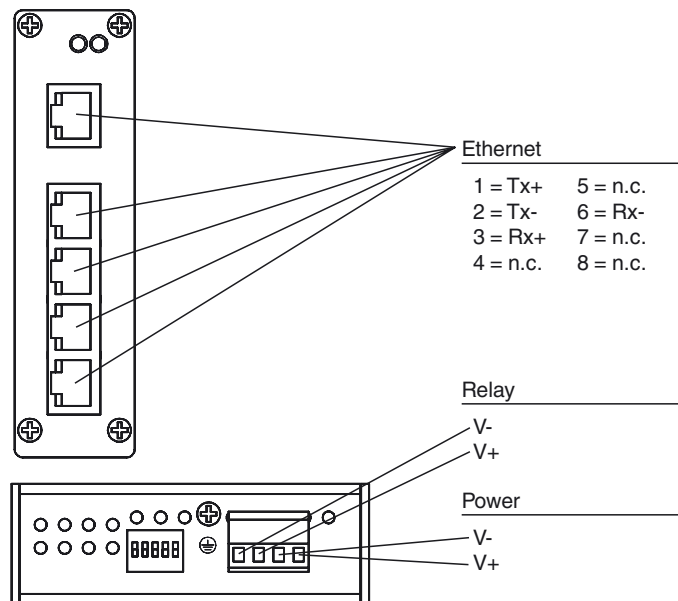 Ethernet
1 = Tx+ 5 = n.c.
2 = Tx- 6 = Rx-
3 = Rx+ 7 = n.c.
4 = n.c. 8 = n.c.
Relay
V-
V+
Power
V-
V+